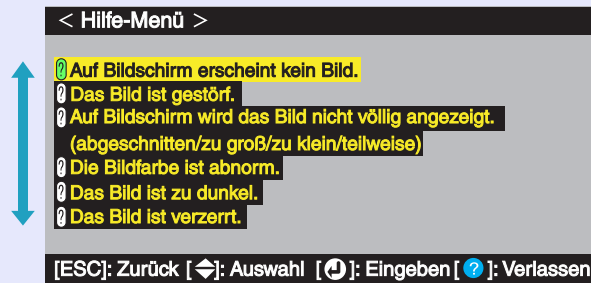 < Hilfe-Menü >
Auf Bildschirm erscheint kein Bild.
Das Bild ist gestörf.
Auf Bildschirm wird das Bild nicht völlig angezeigt.
(abgeschnitten/zu groß/zu klein/teilweise)
Die Bildfarbe ist abnorm.
Das Bild ist zu dunkel.
Das Bild ist verzerrt.
[ESC]: Zurück [ ]: Auswahl [ ]: Eingeben [ ? ]: Verlassen